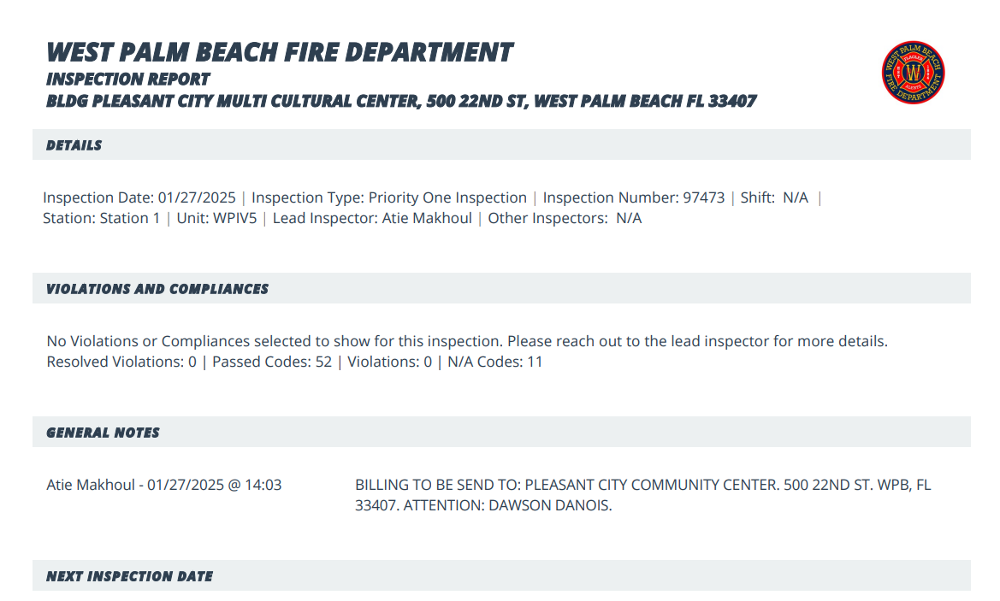 WEST PALM BEACH FIRE DEPARTMENT
INSPECTION REPORT
BLDG PLEASANT CITY MULTI CULTURAL CENTER, 500 22ND ST, WEST PALM BEACH FL 33407
WEST PALM BEACH
FLAGLER
W
ALERTS
FIRE DEPARTMENT
DETAILS
Inspection Date: 01/27/2025 | Inspection Type: Priority One Inspection | Inspection Number: 97473 | Shift: N/A |
Station: Station 1 | Unit: WPIV5 | Lead Inspector: Atie Makhoul | Other Inspectors: N/A
VIOLATIONS AND COMPLIANCES
No Violations or Compliances selected to show for this inspection. Please reach out to the lead inspector for more details.
Resolved Violations: 0 | Passed Codes: 52 | Violations: 0 | N/A Codes: 11
GENERAL NOTES
Atie Makhoul - 01/27/2025 @ 14:03 BILLING TO BE SEND TO: PLEASANT CITY COMMUNITY CENTER. 500 22ND ST. WPB, FL
33407. ATTENTION: DAWSON DANOIS.
NEXT INSPECTION DATE